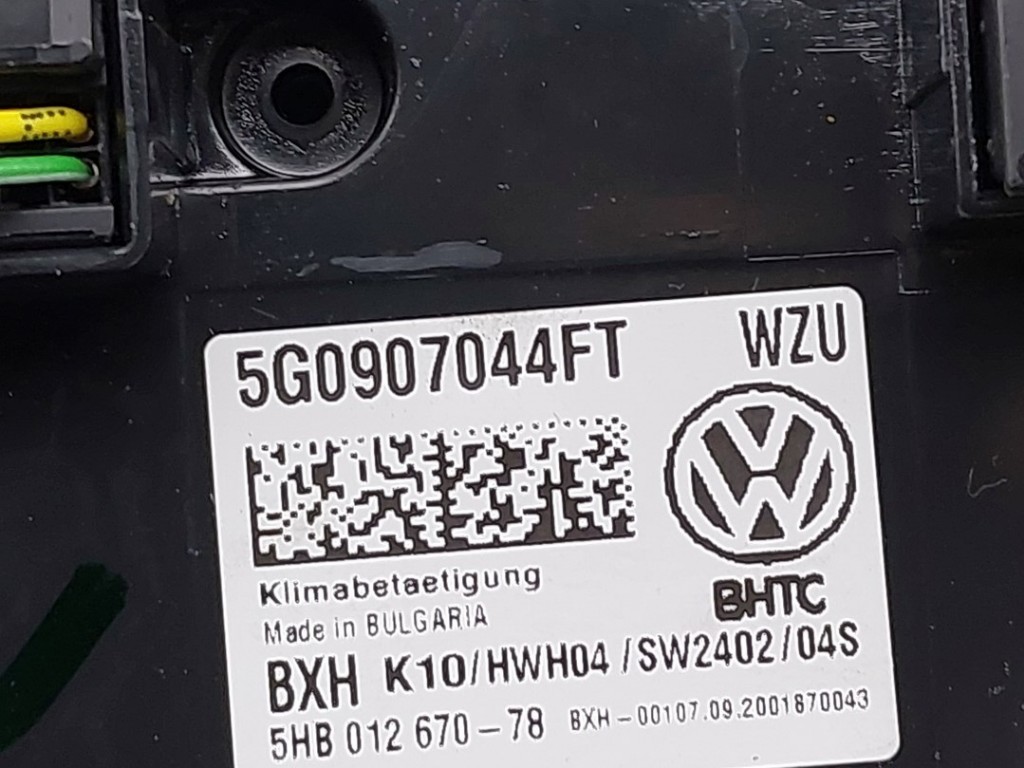 5G0907044FT WZU
Klimabetaetigung
BHTC
Made in BULGARIA
BXH K10/HWH04/SW2402/04S
5HB 012 670-78 BXH-00107.09.2001870043